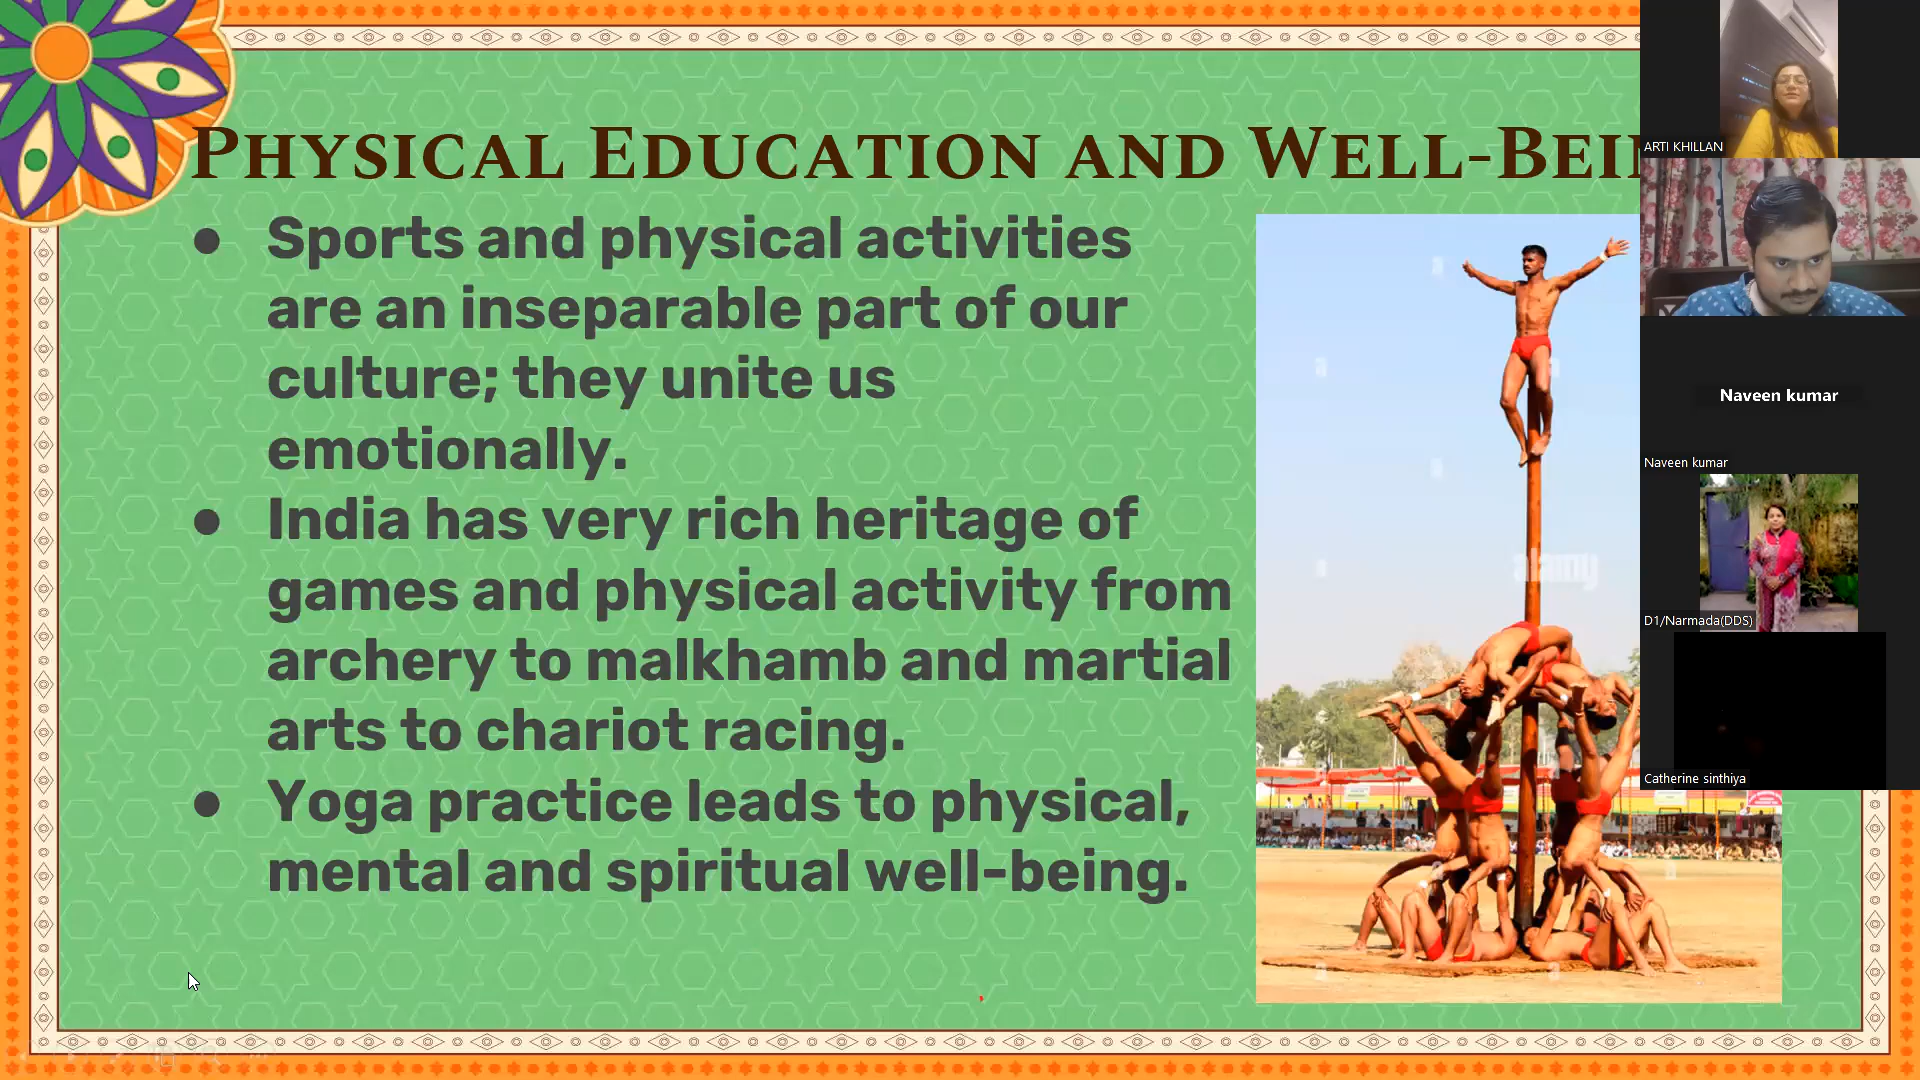 PHYSICAL EDUCATION AND WELL-BEI
● Sports and physical activities
are an inseparable part of our
culture; they unite us
emotionally.
● India has very rich heritage of
games and physical activity from
archery to malkhamb and martial
arts to chariot racing.
● Yoga practice leads to physical,
mental and spiritual well-being.
alamy
ARTI KHILLAN
Naveen kumar
Naveen kumar
D1/Narmada(DDS)
Catherine sinthiya